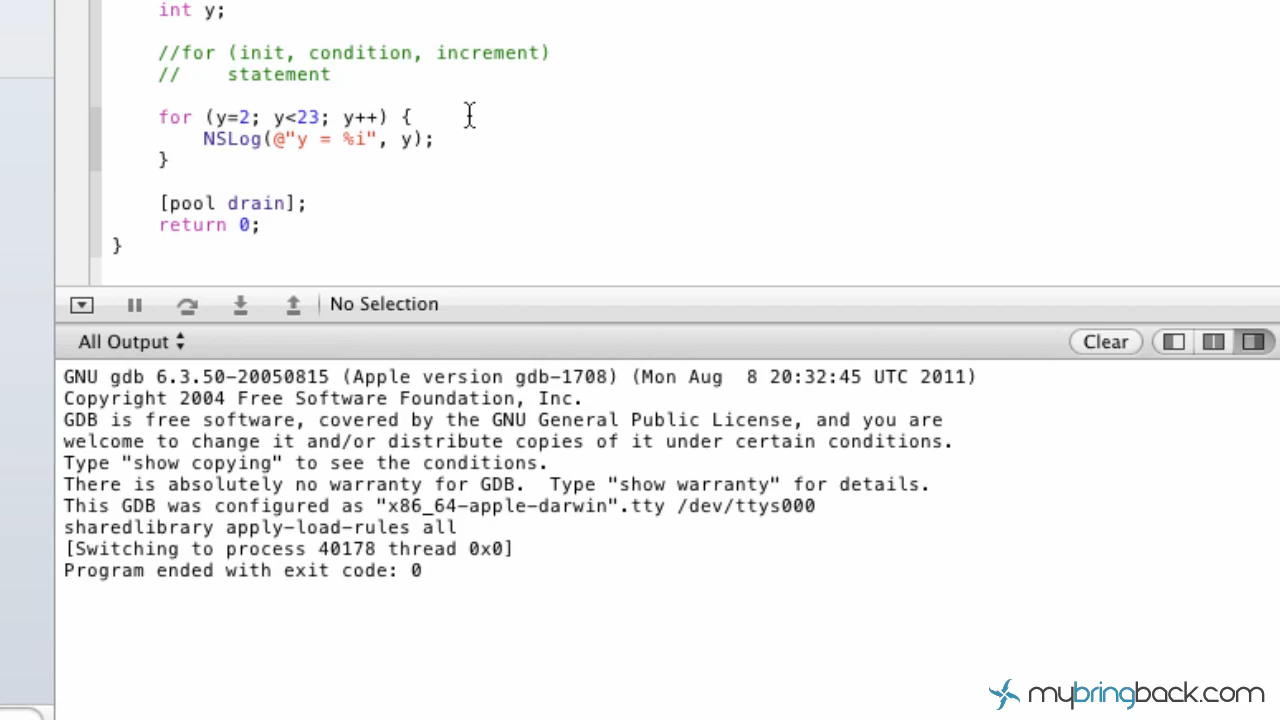 int y;
//for (init, condition, increment)
//    statement
for (y=2; y<23; y++) {
NSLog(@"y = %i", y);
}
[pool drain];
return 0;
}
No Selection
All Output
Clear
GNU gdb 6.3.50-20050815 (Apple version gdb-1708) (Mon Aug  8 20:32:45 UTC 2011)
Copyright 2004 Free Software Foundation, Inc.
GDB is free software, covered by the GNU General Public License, and you are
welcome to change it and/or distribute copies of it under certain conditions.
Type "show copying" to see the conditions.
There is absolutely no warranty for GDB.  Type "show warranty" for details.
This GDB was configured as "x86_64-apple-darwin".tty /dev/ttys000
sharedlibrary apply-load-rules all
[Switching to process 40178 thread 0x0]
Program ended with exit code: 0
mybringback.com